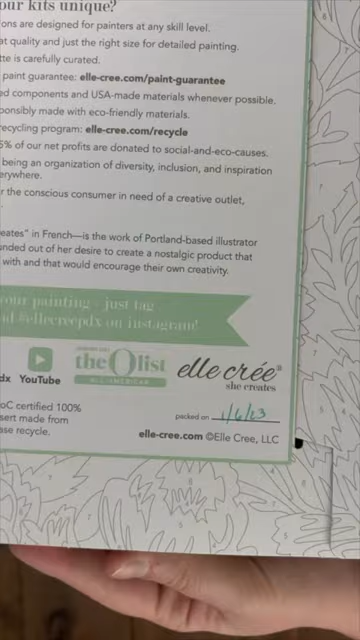 our kits unique?
ons are designed for painters at any skill level.
at quality and just the right size for detailed painting.
tte is carefully curated.
paint guarantee: elle-cree.com/paint-guarantee
ed components and USA-made materials whenever possible.
ponsibly made with eco-friendly materials.
recycling program: elle-cree.com/recycle
5% of our net profits are donated to social-and-eco-causes.
being an organization of diversity, inclusion, and inspiration
erywhere.
r the conscious consumer in need of a creative outlet,
eates" in French—is the work of Portland-based illustrator
unded out of her desire to create a nostalgic product that
with and that would encourage their own creativity.
your painting - just tag
nd @ellecreepdx on instagram!
dx YouTube
the O list
elle crée®
she creates
oC certified 100%
sert made from
ase recycle.
packed on 1/6/23
elle-cree.com ©Elle Cree, LLC